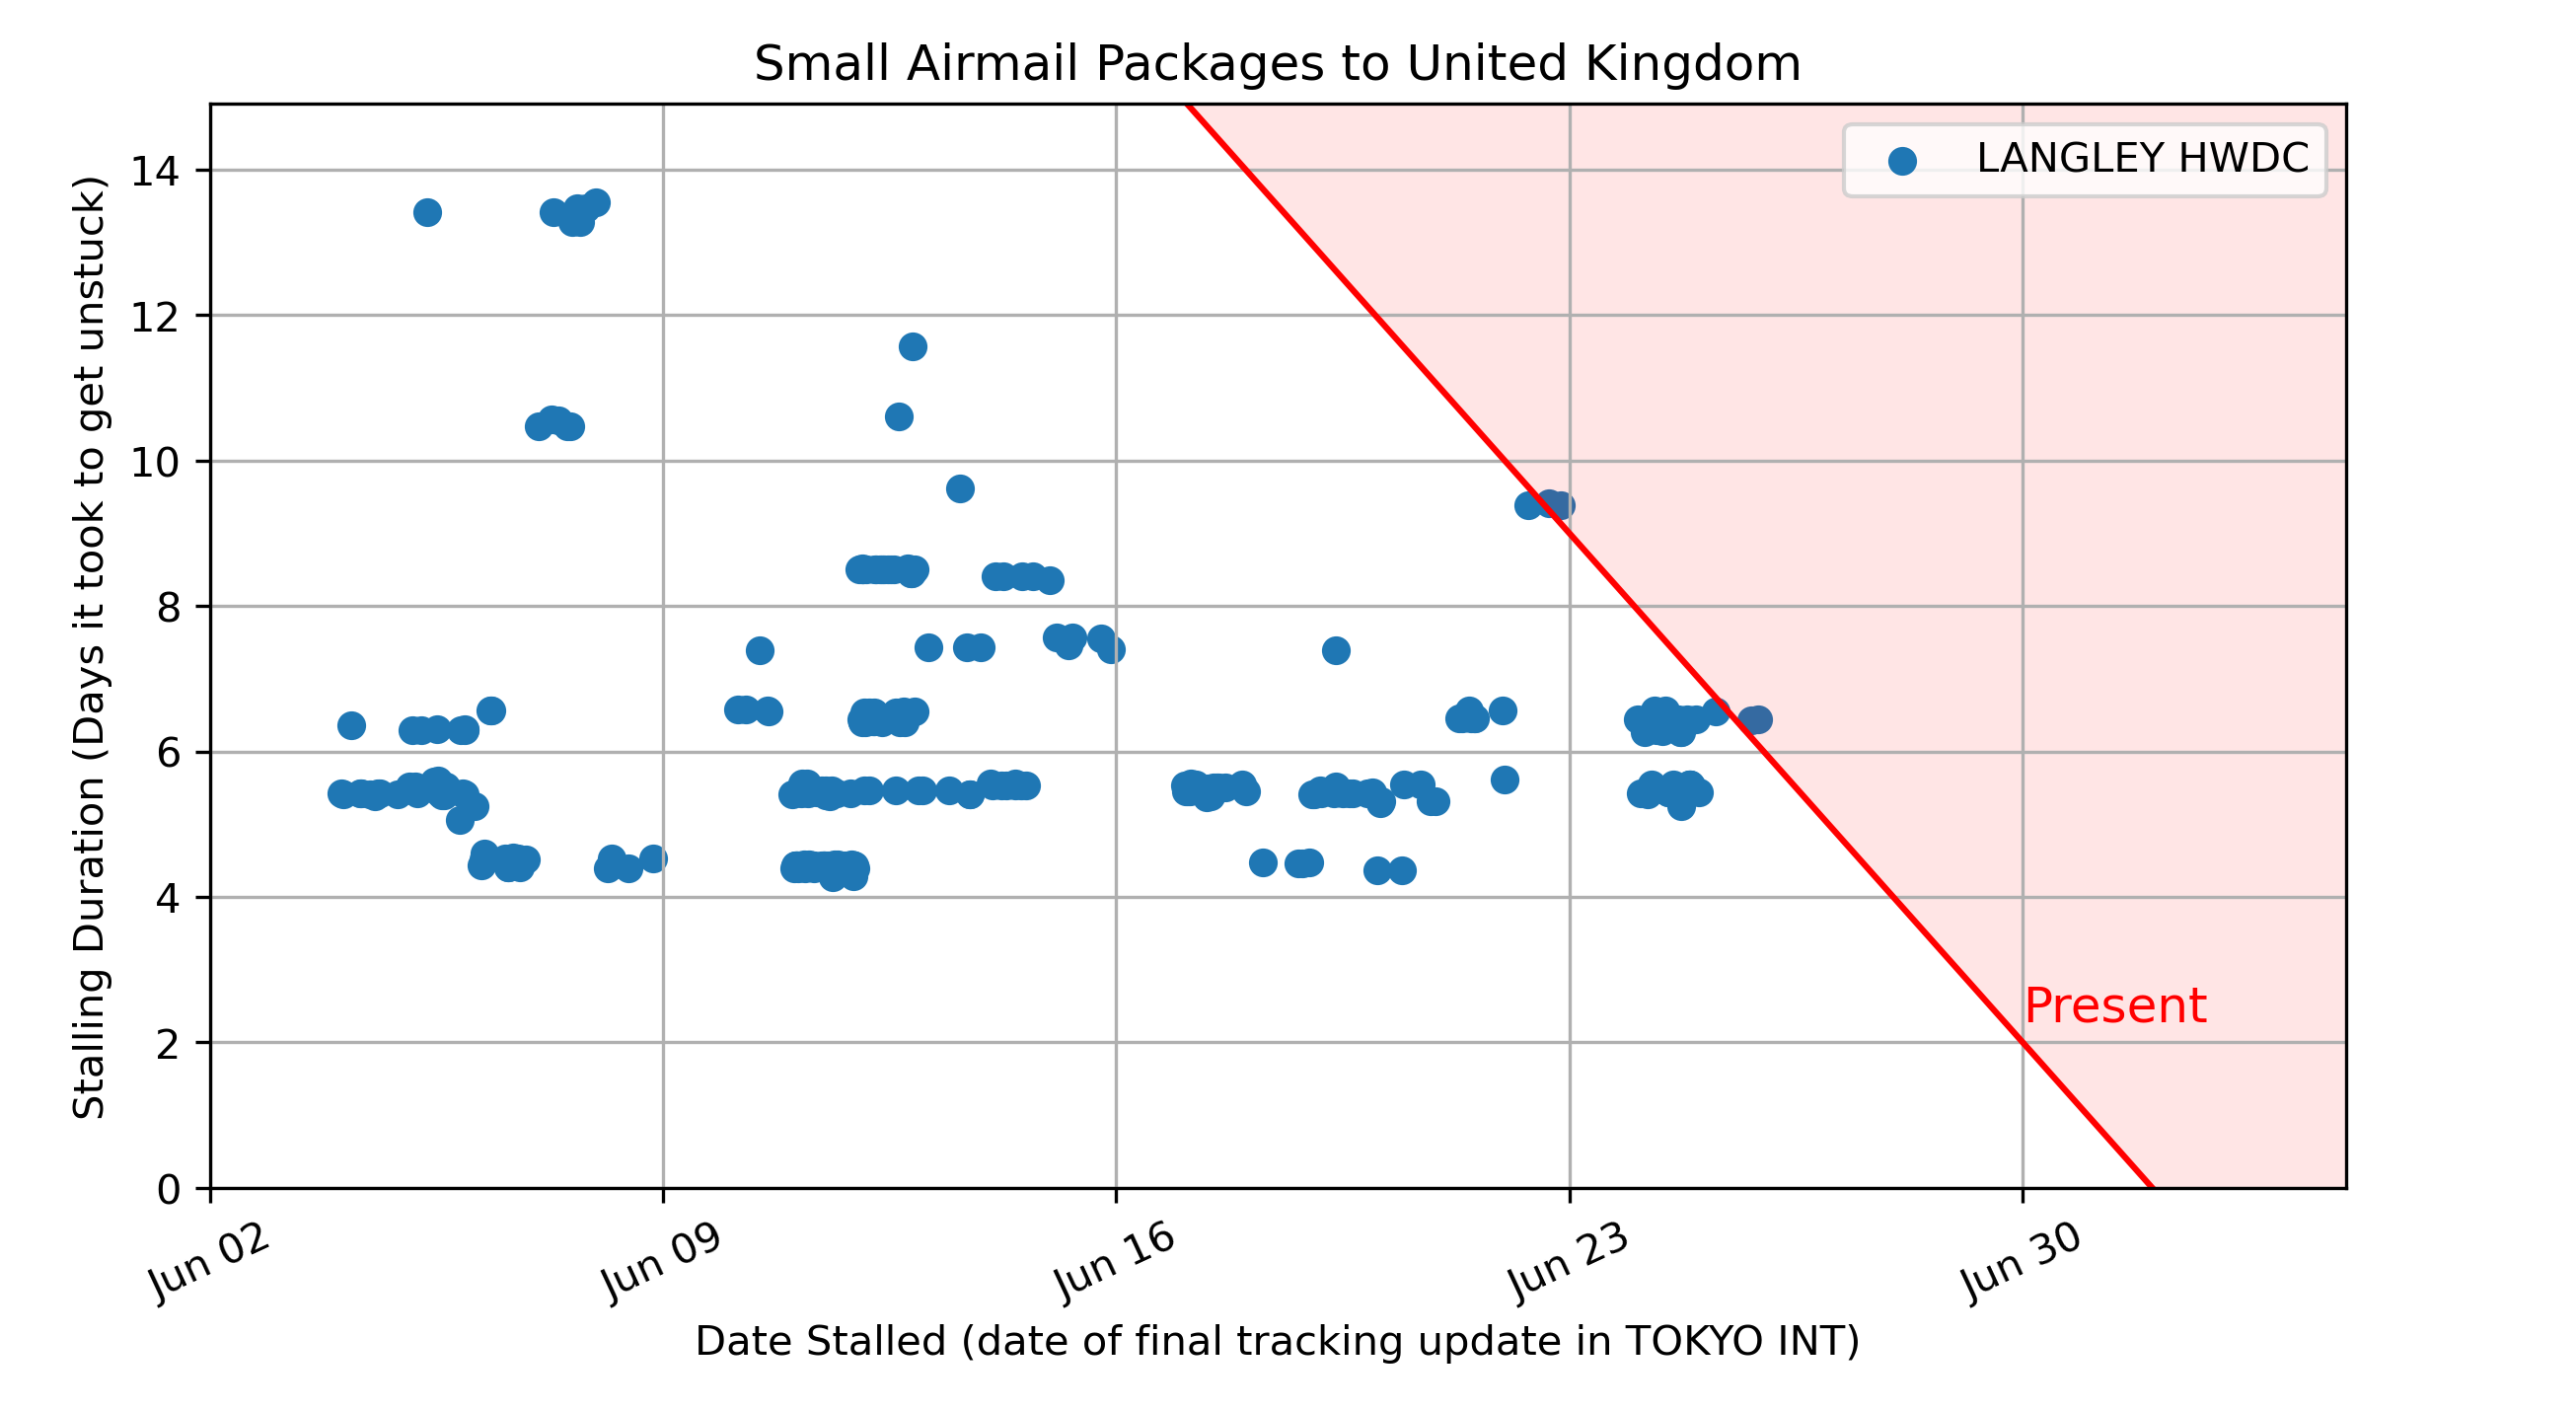 Small Airmail Packages to United Kingdom
LANGLEY HWDC
Stalling Duration (Days it took to get unstuck)
14
12
10
8
6
4
2
0
Present
Jun 02
Jun 09
Jun 16
Jun 23
Jun 30
Date Stalled (date of final tracking update in TOKYO INT)